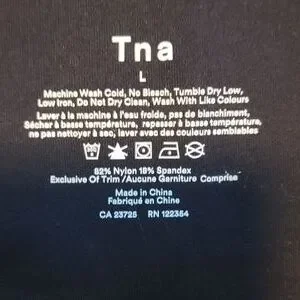 Tna
L
Machine Wash Cold, No Bleach, Tumble Dry Low,
Low Iron, Do Not Dry Clean, Wash With Like Colours
Laver à la machine à l'eau froide, pas de blanchiment,
Sécher à basse température, repasser à basse température,
ne pas nettoyer à sec, laver avec des couleurs semblables
82% Nylon 18% Spandex
Exclusive Of Trim /Aucune Garniture Comprise
Made in China
Fabriqué en Chine
CA 23725 RN 122354